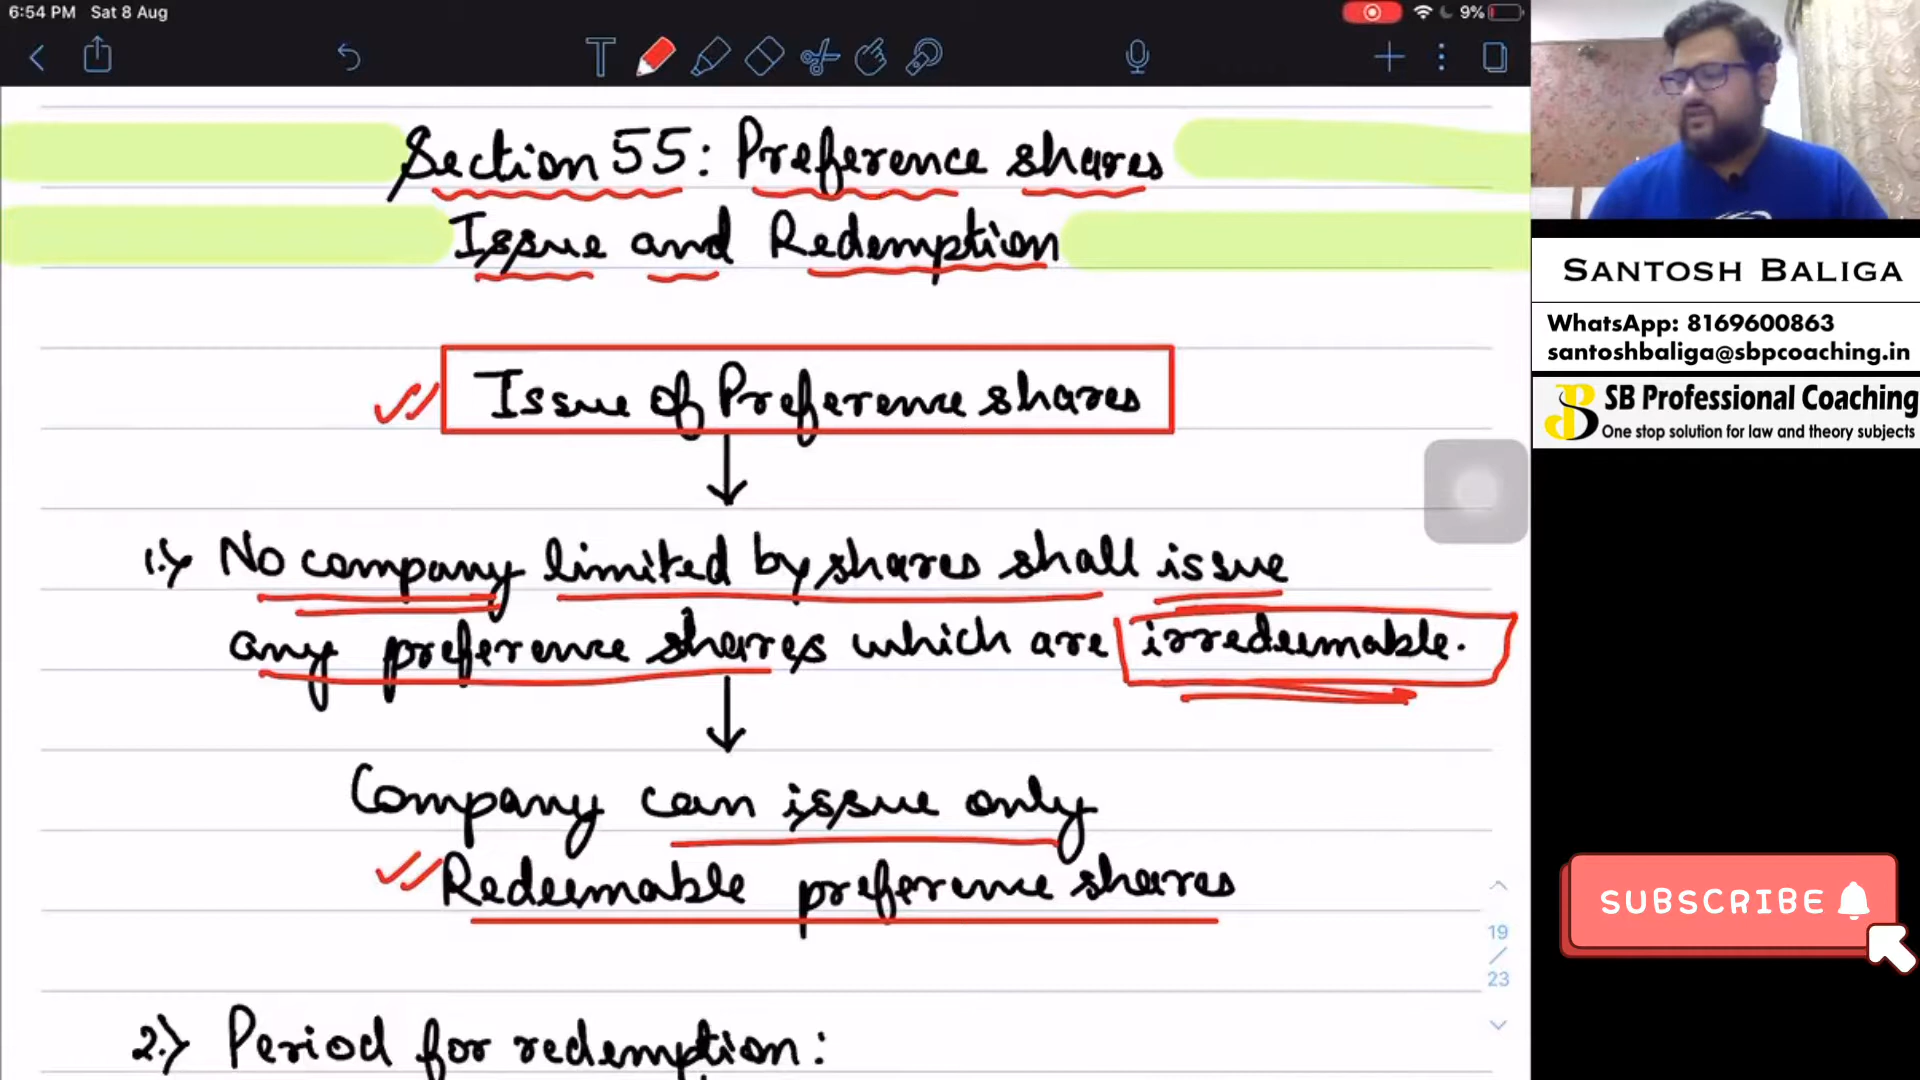 6:54 PM Sat 8 Aug
9%
Section 55: Preference shares
Issue and Redemption
Issue of Preference shares
1.) No company limited by shares shall issue
any preference shares which are irredeemable.
Company can issue only
Redeemable preference shares
2.) Period for redemption:
19
/
23
SANTOSH BALIGA
WhatsApp: 8169600863
santoshbaliga@sbpcoaching.in
SB Professional Coaching
One stop solution for law and theory subjects
SUBSCRIBE